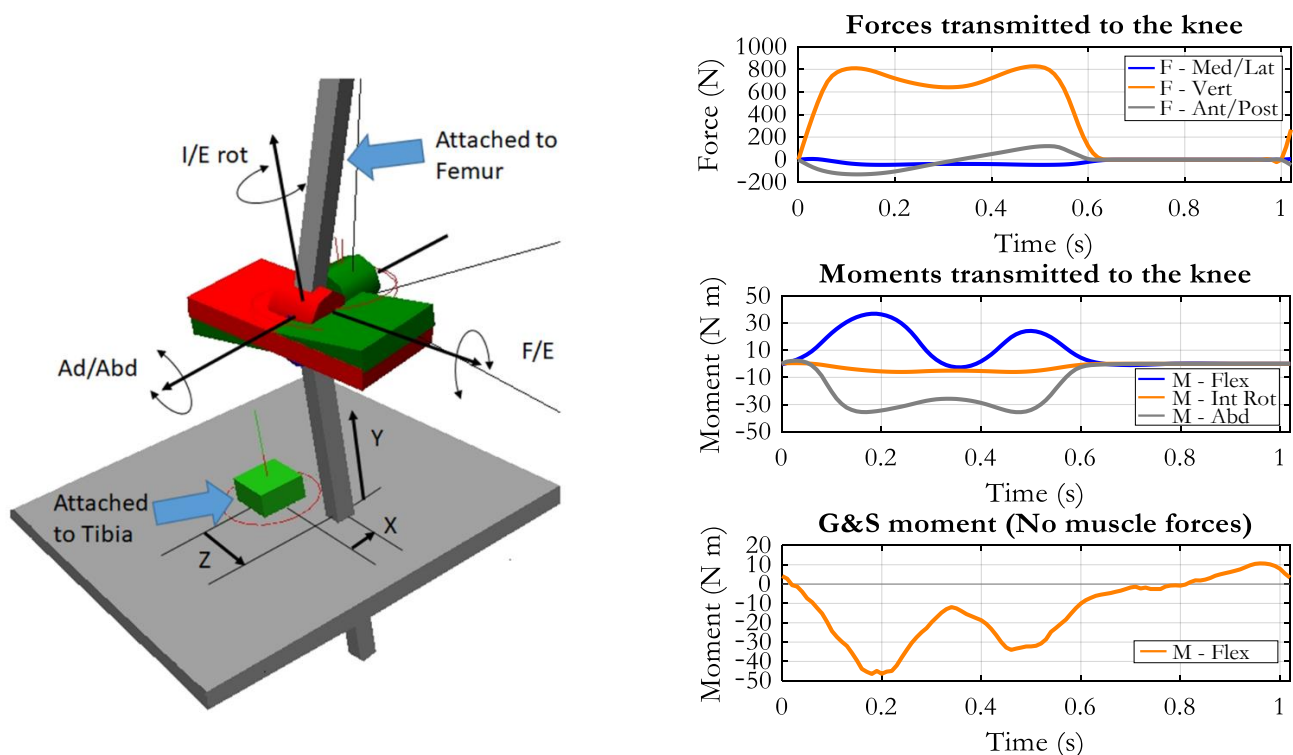 I/E rot
Attached to
Femur
Ad/Abd
F/E
Y
Attached
to Tibia
Z
X
Forces transmitted to the knee
Force (N)
1000
800
600
400
200
0
-200
F - Med/Lat
F - Vert
F - Ant/Post
0
0.2
0.4
0.6
0.8
1
Time (s)
Moments transmitted to the knee
Moment (N m)
50
30
10
-10
-30
-50
M - Flex
M - Int Rot
M - Abd
0
0.2
0.4
0.6
0.8
1
Time (s)
G&S moment (No muscle forces)
Moment (N m)
20
10
0
-10
-20
-30
-40
-50
M - Flex
0
0.2
0.4
0.6
0.8
1
Time (s)